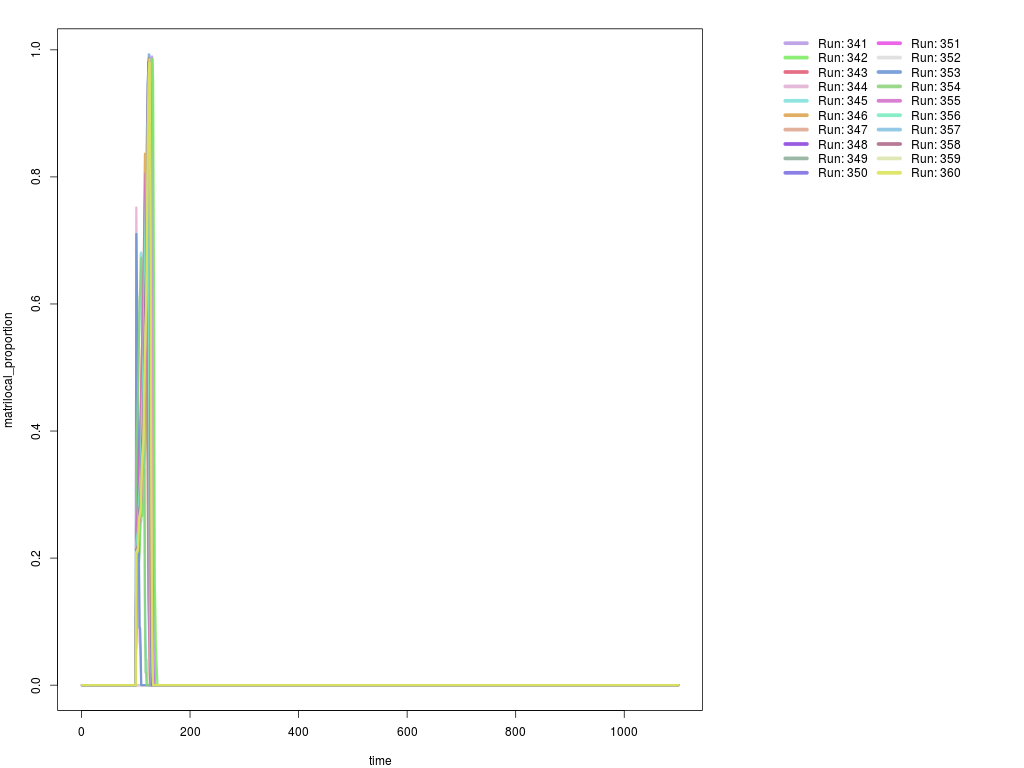 1.0
0.8
0.6
0.4
0.2
0.0
matrilocal_proportion
0 200 400 600 800 1000
time
Run: 341 Run: 351
Run: 342 Run: 352
Run: 343 Run: 353
Run: 344 Run: 354
Run: 345 Run: 355
Run: 346 Run: 356
Run: 347 Run: 357
Run: 348 Run: 358
Run: 349 Run: 359
Run: 350 Run: 360